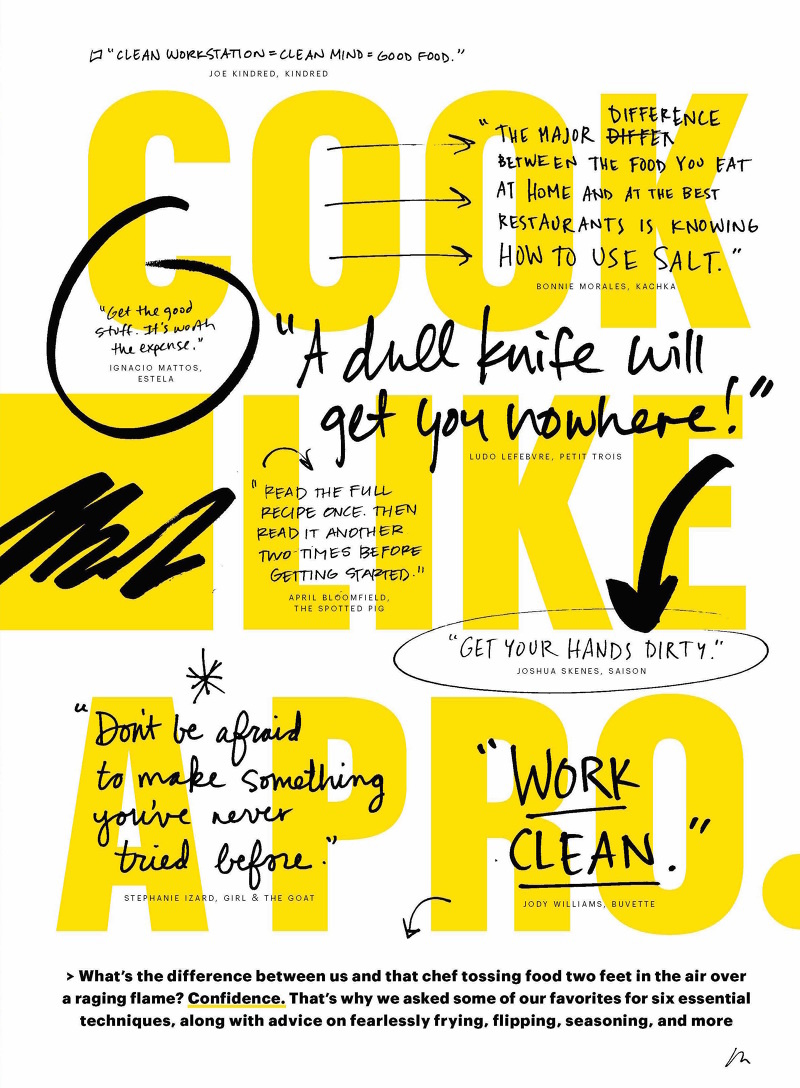 "CLEAN WORKSTATION = CLEAN MIND = GOOD FOOD."
JOE KINDRED, KINDRED
COOK
"THE MAJOR DIFFER DIFFERENCE
BETWEEN THE FOOD YOU EAT
AT HOME AND AT THE BEST
RESTAURANTS IS KNOWING
HOW TO USE SALT."
BONNIE MORALES, KACHKA
"Get the good
stuff. It's worth
the expense."
IGNACIO MATTOS,
ESTELA
"A dull knife will
get you nowhere!"
LUDO LEFEBVRE, PETIT TROIS
LIKE
"READ THE FULL
RECIPE ONCE. THEN
READ IT ANOTHER
TWO TIMES BEFORE
GETTING STARTED."
APRIL BLOOMFIELD,
THE SPOTTED PIG
"GET YOUR HANDS DIRTY."
JOSHUA SKENES, SAISON
A PRO.
"Don't be afraid
to make something
you've never
tried before."
STEPHANIE IZARD, GIRL & THE GOAT
"WORK
CLEAN."
JODY WILLIAMS, BUVETTE
> What's the difference between us and that chef tossing food two feet in the air over
a raging flame? Confidence. That's why we asked some of our favorites for six essential
techniques, along with advice on fearlessly frying, flipping, seasoning, and more